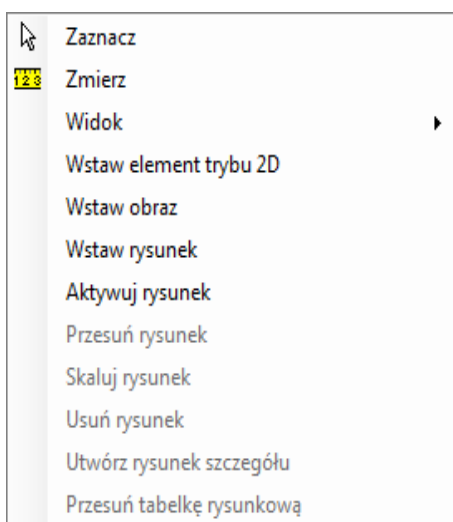 Zaznacz
123 Zmierz
Widok
Wstaw element trybu 2D
Wstaw obraz
Wstaw rysunek
Aktywuj rysunek
Przesuń rysunek
Skaluj rysunek
Usuń rysunek
Utwórz rysunek szczegółu
Przesuń tabelkę rysunkową